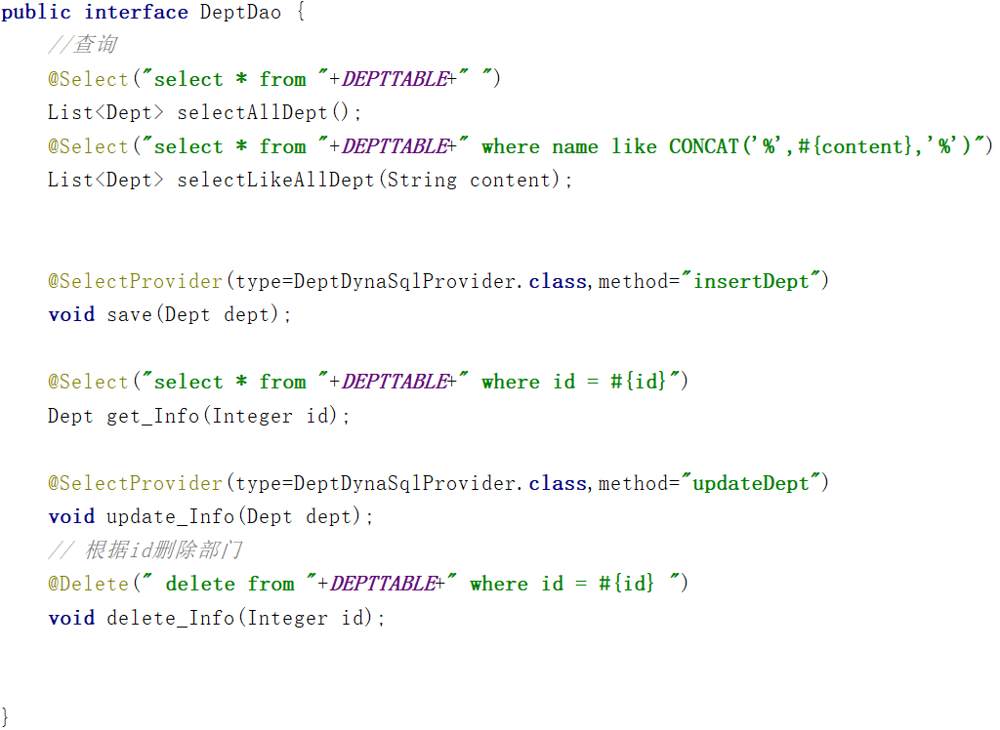 public interface DeptDao {
    //查询
    @Select("select * from "+DEPTTABLE+" ")
    List<Dept> selectAllDept();
    @Select("select * from "+DEPTTABLE+" where name like CONCAT('%',#{content},'%')")
    List<Dept> selectLikeAllDept(String content);
    @SelectProvider(type=DeptDynaSqlProvider.class,method="insertDept")
    void save(Dept dept);
    @Select("select * from "+DEPTTABLE+" where id = #{id}")
    Dept get_Info(Integer id);
    @SelectProvider(type=DeptDynaSqlProvider.class,method="updateDept")
    void update_Info(Dept dept);
    // 根据id删除部门
    @Delete(" delete from "+DEPTTABLE+" where id = #{id} ")
    void delete_Info(Integer id);
}